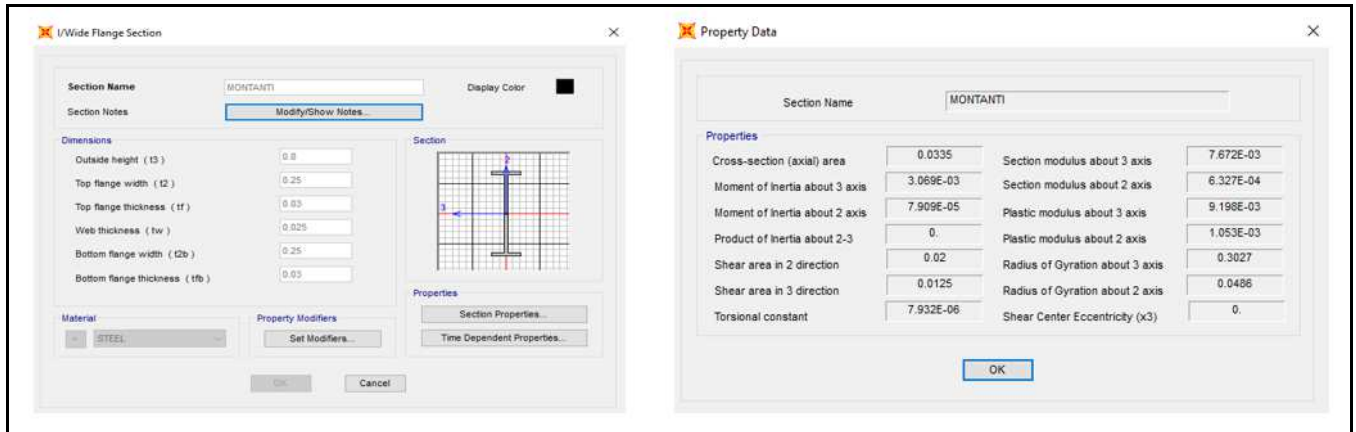 I/Wide Flange Section
Section Name MONTANTI Display Color
Section Notes Modify/Show Notes...
Dimensions
Outside height ( t3 ) 0.8
Top flange width ( t2 ) 0.25
Top flange thickness ( tf ) 0.03
Web thickness ( tw ) 0.025
Bottom flange width ( t2b ) 0.25
Bottom flange thickness ( tfb ) 0.03
Section
2
3
Material
+ STEEL
Property Modifiers
Set Modifiers...
Properties
Section Properties...
Time Dependent Properties...
OK Cancel
Property Data
Section Name MONTANTI
Properties
Cross-section (axial) area 0.0335
Moment of Inertia about 3 axis 3.069E-03
Moment of Inertia about 2 axis 7.909E-05
Product of Inertia about 2-3 0.
Shear area in 2 direction 0.02
Shear area in 3 direction 0.0125
Torsional constant 7.932E-06
Section modulus about 3 axis 7.672E-03
Section modulus about 2 axis 6.327E-04
Plastic modulus about 3 axis 9.198E-03
Plastic modulus about 2 axis 1.053E-03
Radius of Gyration about 3 axis 0.3027
Radius of Gyration about 2 axis 0.0486
Shear Center Eccentricity (x3) 0.
OK